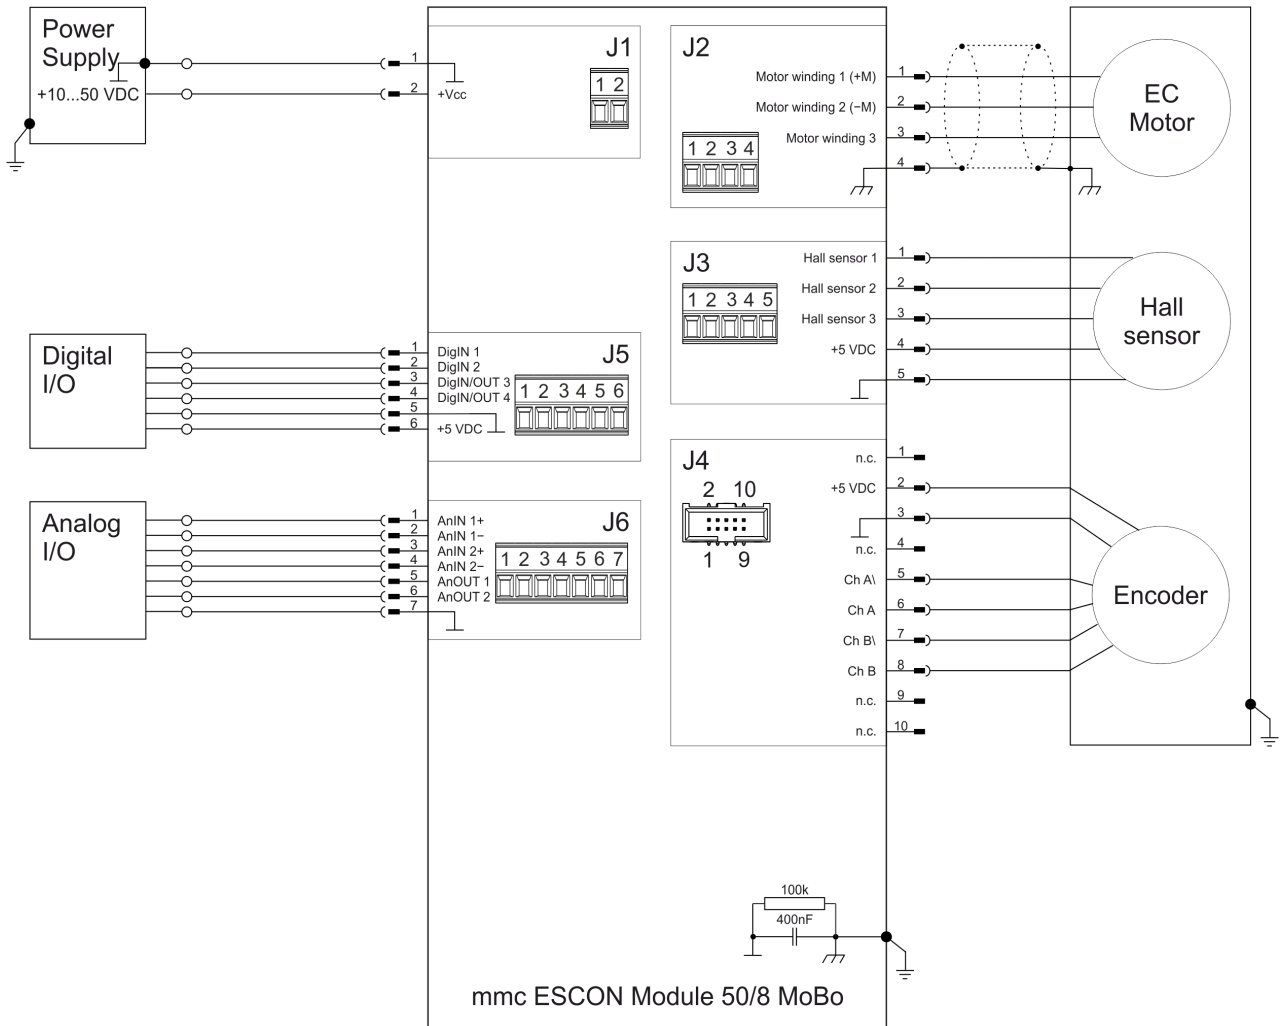 Power
Supply
+10...50 VDC
1
2
+Vcc
J1
1 2
J2
Motor winding 1 (+M)
Motor winding 2 (−M)
Motor winding 3
1
2
3
4
1 2 3 4
EC
Motor
J3
Hall sensor 1
Hall sensor 2
Hall sensor 3
+5 VDC
1
2
3
4
5
1 2 3 4 5
Hall
sensor
Digital
I/O
1
2
3
4
5
6
DigIN 1
DigIN 2
DigIN/OUT 3
DigIN/OUT 4
+5 VDC
J5
1 2 3 4 5 6
J4
2 10
1 9
n.c.
+5 VDC
n.c.
Ch A\
Ch A
Ch B\
Ch B
n.c.
n.c.
1
2
3
4
5
6
7
8
9
10
Encoder
Analog
I/O
1
2
3
4
5
6
7
AnIN 1+
AnIN 1−
AnIN 2+
AnIN 2−
AnOUT 1
AnOUT 2
J6
1 2 3 4 5 6 7
100k
400nF
mmc ESCON Module 50/8 MoBo